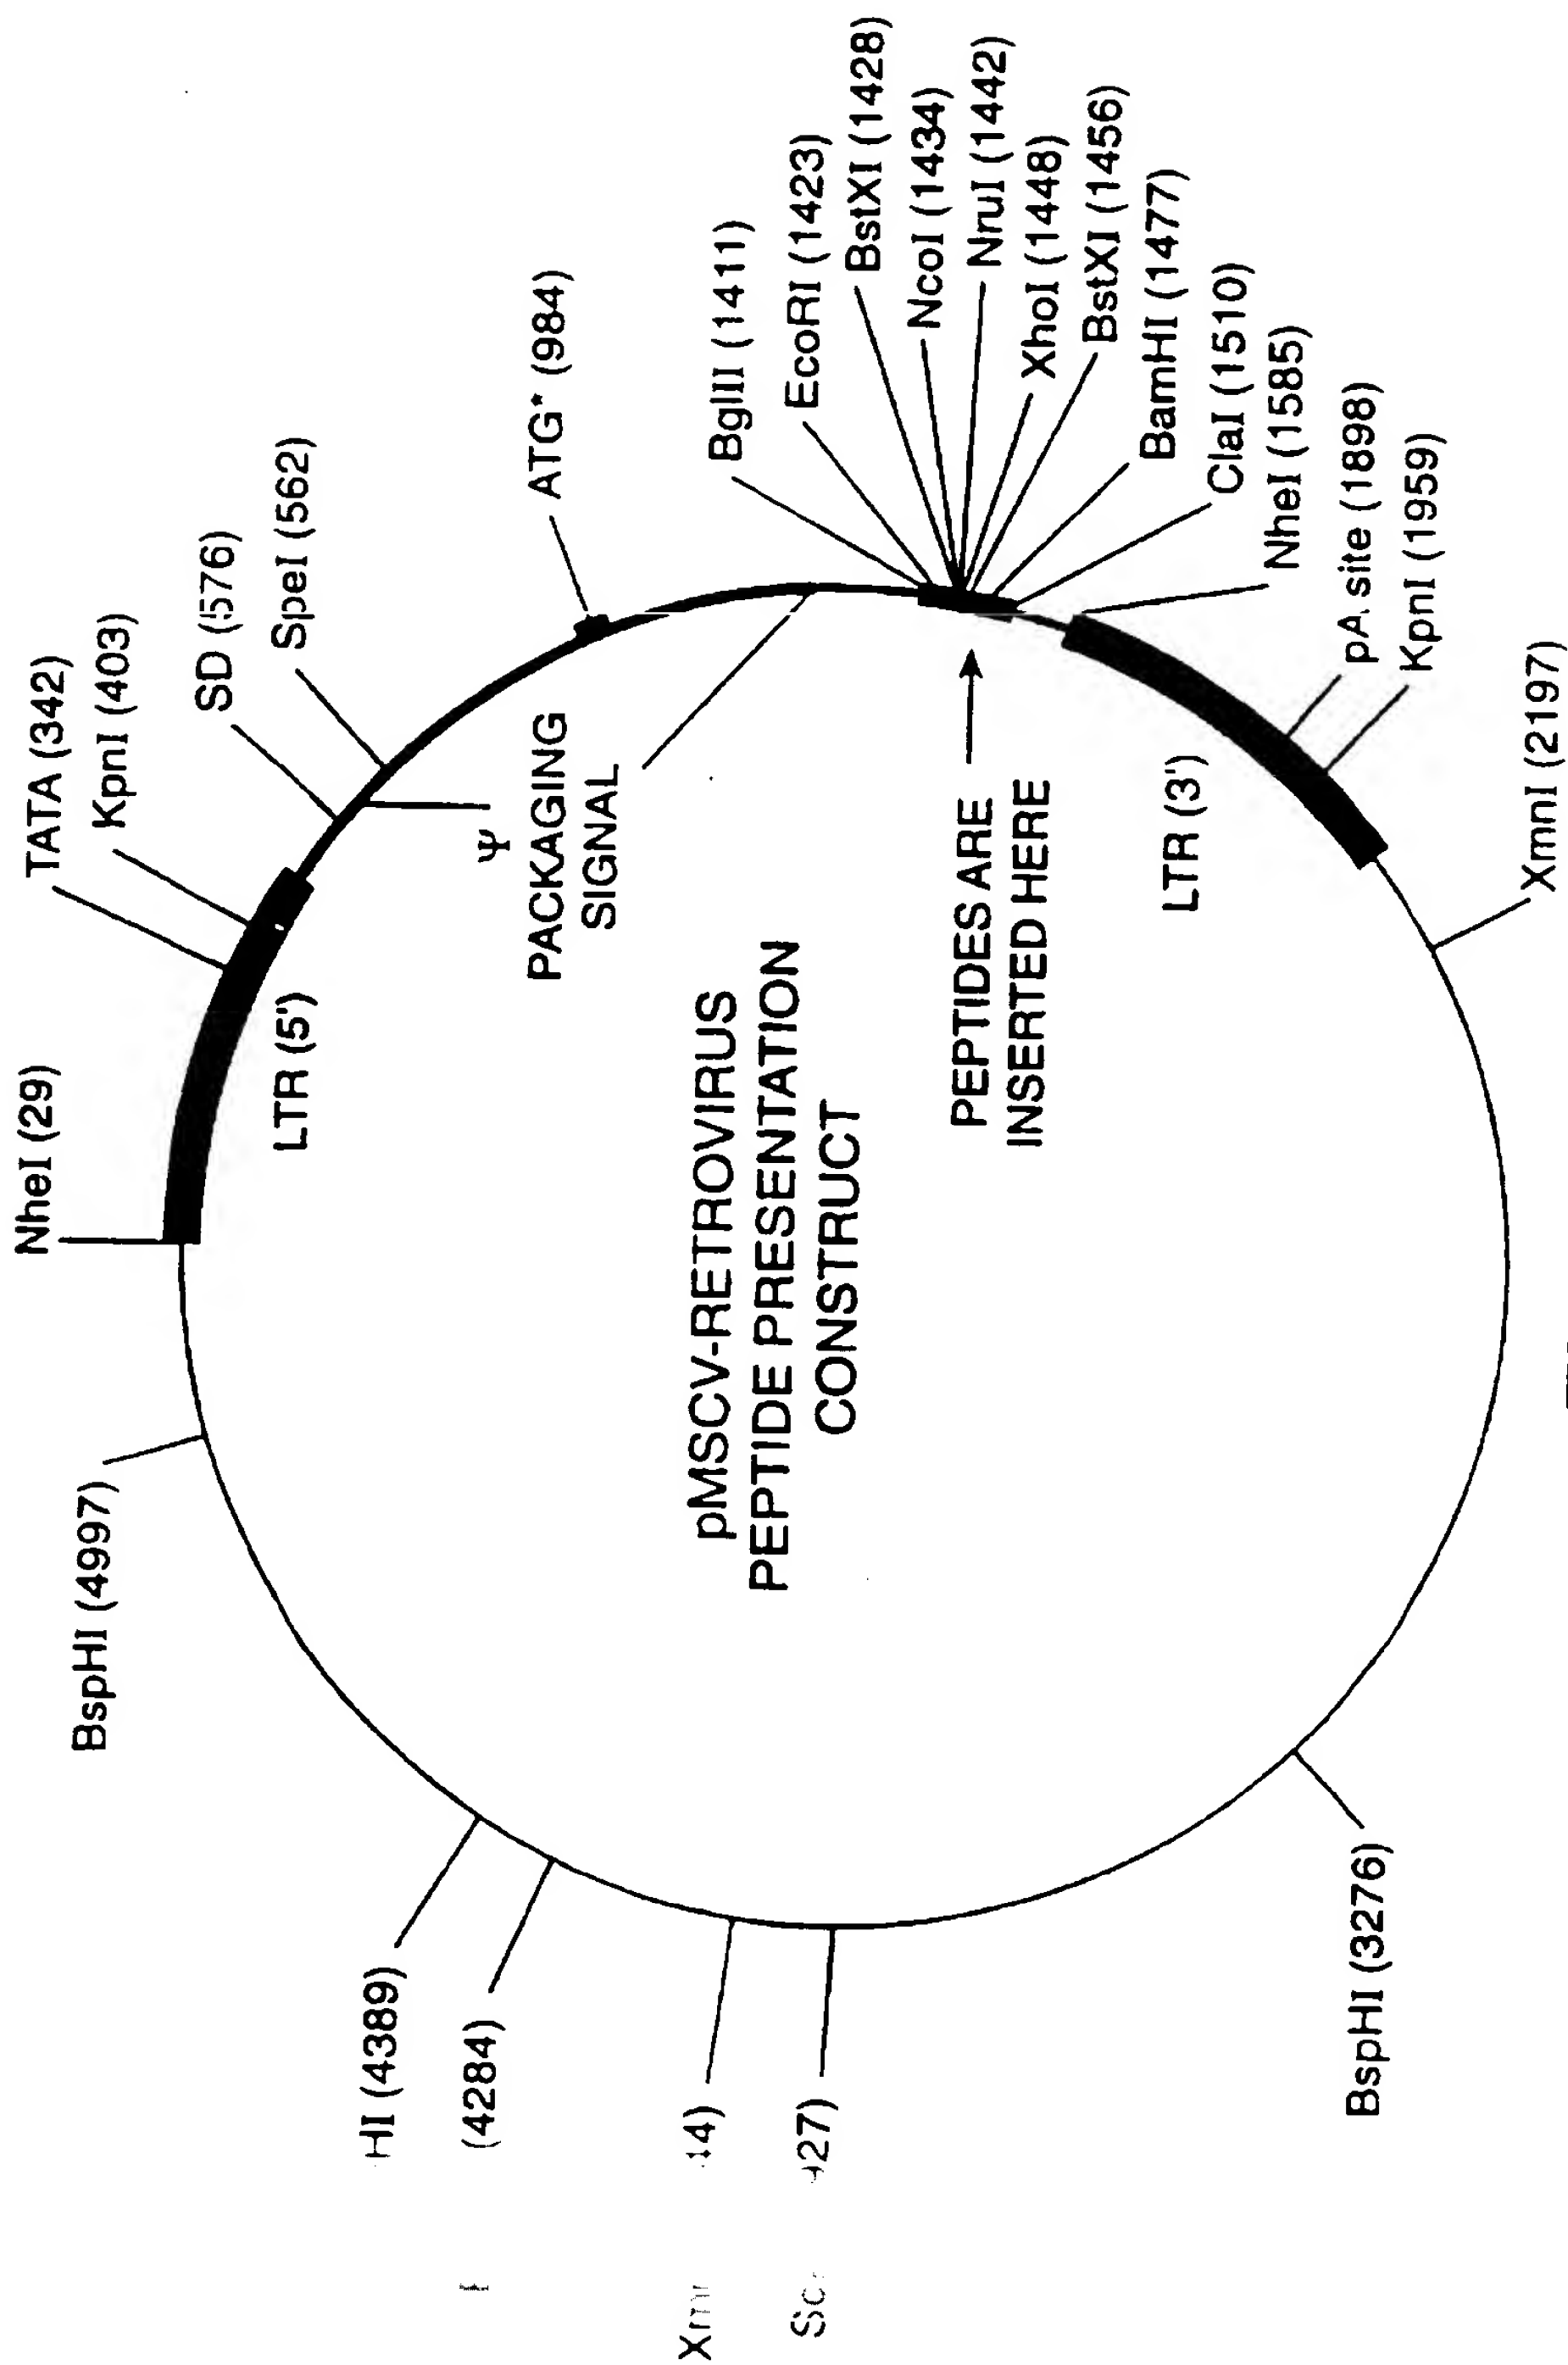 NheI (29)
TATA (342)
KpnI (403)
SD (576)
SpeI (562)
ATG* (984)
BglII (1411)
EcoRI (1423)
BstXI (1428)
NcoI (1434)
NruI (1442)
XhoI (1448)
BstXI (1456)
BamHI (1477)
ClaI (1510)
NheI (1585)
pA site (1898)
KpnI (1959)
XmnI (2197)
BspHI (3276)
(4284)
HI (4389)
BspHI (4997)
LTR (5')
Ψ
PACKAGING
SIGNAL
pMSCV-RETROVIRUS
PEPTIDE PRESENTATION
CONSTRUCT
PEPTIDES ARE
INSERTED HERE
LTR (3')